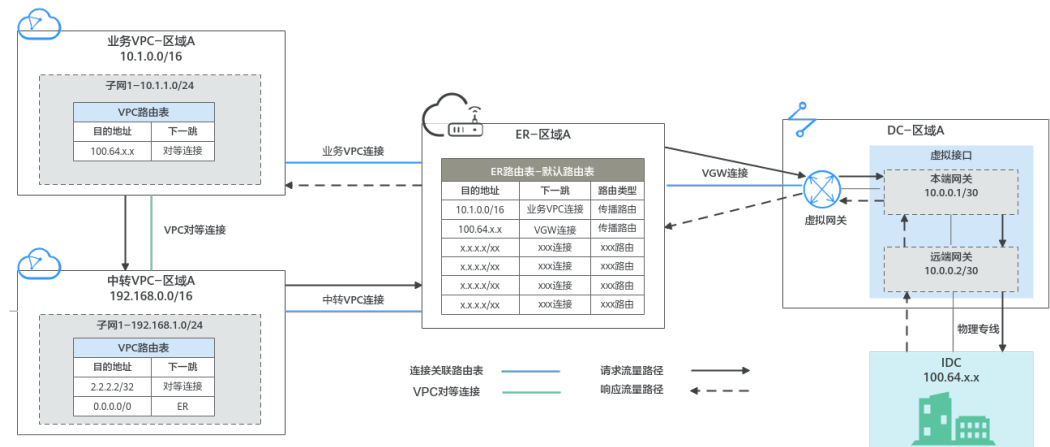 业务VPC-区域A
10.1.0.0/16
子网1-10.1.1.0/24
VPC路由表
目的地址 下一跳
100.64.x.x 对等连接
VPC对等连接
中转VPC-区域A
192.168.0.0/16
子网1-192.168.1.0/24
VPC路由表
目的地址 下一跳
2.2.2.2/32 对等连接
0.0.0.0/0 ER
业务VPC连接
中转VPC连接
ER-区域A
ER路由表-默认路由表
目的地址 下一跳 路由类型
10.1.0.0/16 业务VPC连接 传播路由
100.64.x.x VGW连接 传播路由
x.x.x.x/xx xxx连接 xxx路由
x.x.x.x/xx xxx连接 xxx路由
x.x.x.x/xx xxx连接 xxx路由
x.x.x.x/xx xxx连接 xxx路由
VGW连接
DC-区域A
虚拟网关
虚拟接口
本端网关
10.0.0.1/30
远端网关
10.0.0.2/30
物理专线
IDC
100.64.x.x
连接关联路由表
请求流量路径
VPC对等连接
响应流量路径